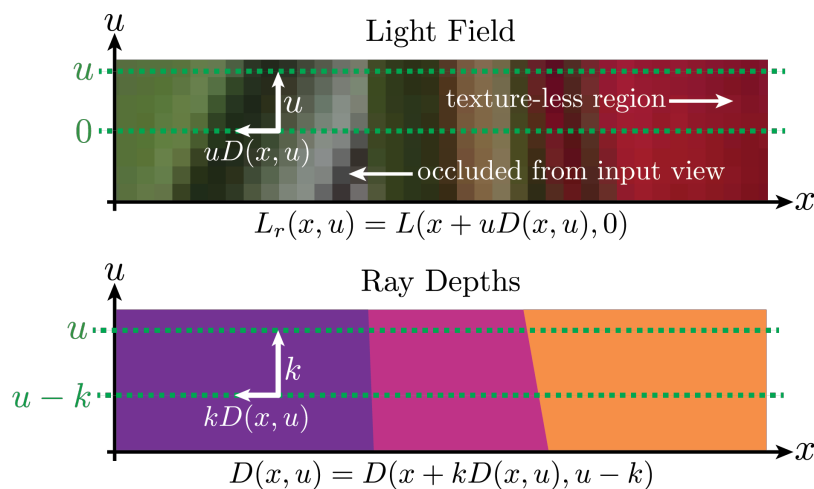 u
Light Field
u
u
texture-less region
0
uD(x, u)
occluded from input view
x
L_r(x, u) = L(x + uD(x, u), 0)
u
Ray Depths
u
k
u − k
kD(x, u)
x
D(x, u) = D(x + kD(x, u), u − k)